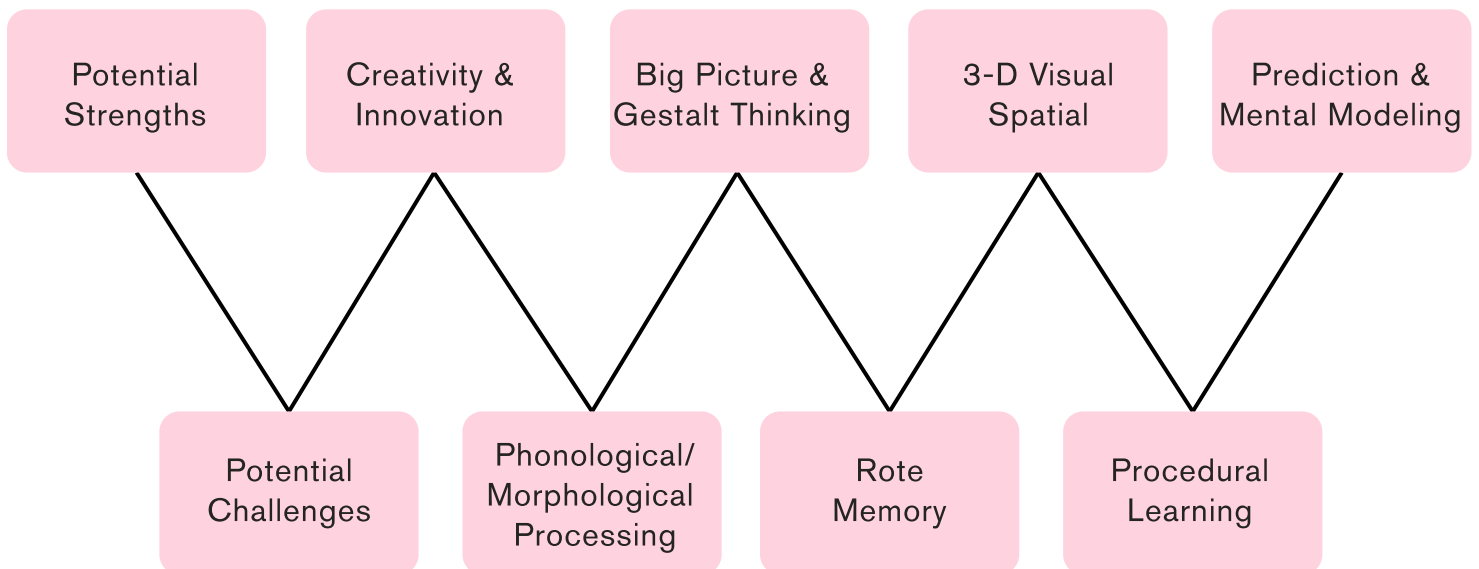 Potential
Strengths
Creativity &
Innovation
Big Picture &
Gestalt Thinking
3-D Visual
Spatial
Prediction &
Mental Modeling
Potential
Challenges
Phonological/
Morphological
Processing
Rote
Memory
Procedural
Learning